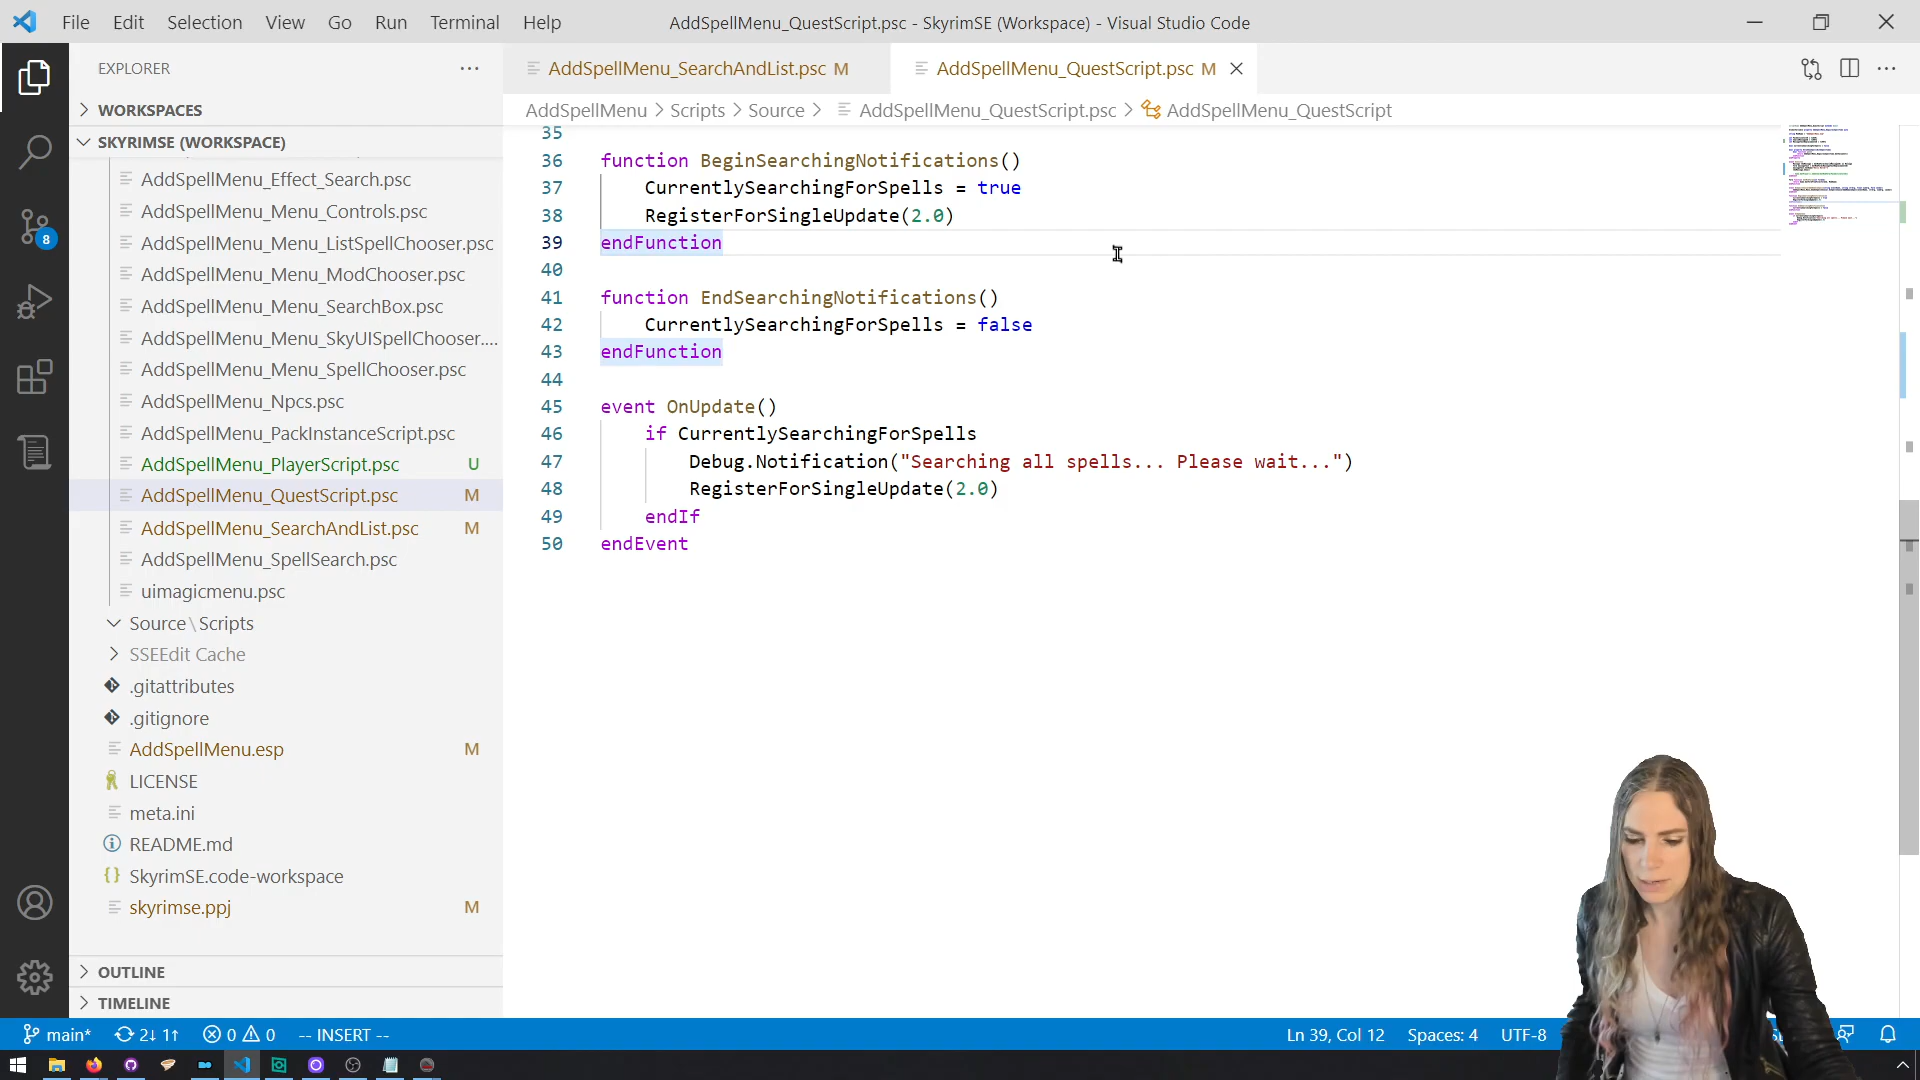 File Edit Selection View Go Run Terminal Help
AddSpellMenu_QuestScript.psc - SkyrimSE (Workspace) - Visual Studio Code
EXPLORER
WORKSPACES
SKYRIMSE (WORKSPACE)
AddSpellMenu_Effect_Search.psc
AddSpellMenu_Menu_Controls.psc
AddSpellMenu_Menu_ListSpellChooser.psc
AddSpellMenu_Menu_ModChooser.psc
AddSpellMenu_Menu_SearchBox.psc
AddSpellMenu_Menu_SkyUISpellChooser....
AddSpellMenu_Menu_SpellChooser.psc
AddSpellMenu_Npcs.psc
AddSpellMenu_PackInstanceScript.psc
AddSpellMenu_PlayerScript.psc U
AddSpellMenu_QuestScript.psc M
AddSpellMenu_SearchAndList.psc M
AddSpellMenu_SpellSearch.psc
uimagicmenu.psc
Source\Scripts
SSEEdit Cache
.gitattributes
.gitignore
AddSpellMenu.esp M
LICENSE
meta.ini
README.md
SkyrimSE.code-workspace
skyrimse.ppj M
OUTLINE
TIMELINE
8
AddSpellMenu_SearchAndList.psc M
AddSpellMenu_QuestScript.psc M
AddSpellMenu > Scripts > Source > AddSpellMenu_QuestScript.psc > AddSpellMenu_QuestScript
35
36 function BeginSearchingNotifications()
37 CurrentlySearchingForSpells = true
38 RegisterForSingleUpdate(2.0)
39 endFunction
40
41 function EndSearchingNotifications()
42 CurrentlySearchingForSpells = false
43 endFunction
44
45 event OnUpdate()
46 if CurrentlySearchingForSpells
47 Debug.Notification("Searching all spells... Please wait...")
48 RegisterForSingleUpdate(2.0)
49 endIf
50 endEvent
main* 2↓ 1↑ 0 0 -- INSERT -- Ln 39, Col 12 Spaces: 4 UTF-8